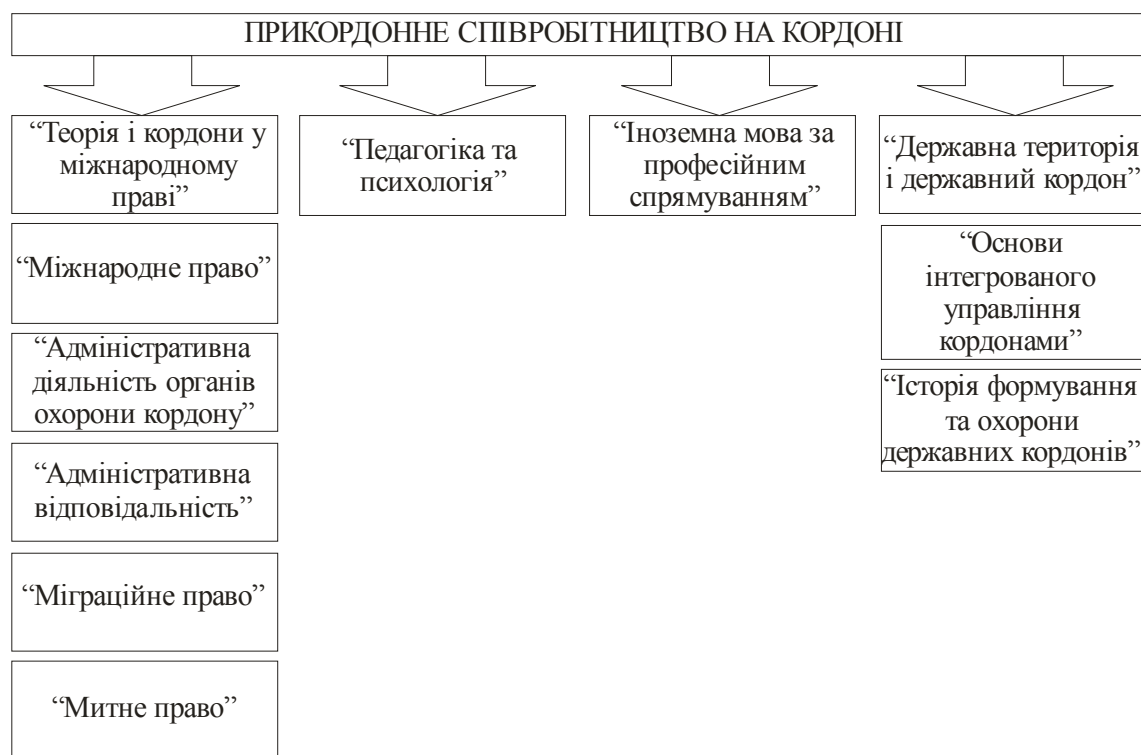 ПРИКОРДОННЕ СПІВРОБІТНИЦТВО НА КОРДОНІ
“Теорія і кордони у
міжнародному
праві”
“Міжнародне право”
“Адміністративна
діяльність органів
охорони кордону”
“Адміністративна
відповідальність”
“Міграційне право”
“Митне право”
“Педагогіка та
психологія”
“Іноземна мова за
професійним
спрямуванням”
“Державна територія
і державний кордон”
“Основи
інтегрованого
управління
кордонами”
“Історія формування
та охорони
державних кордонів”